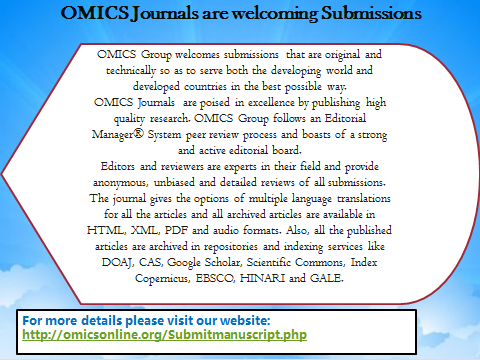 OMICS Journals are welcoming Submissions
OMICS Group welcomes submissions that are original and
technically so as to serve both the developing world and
developed countries in the best possible way.
OMICS Journals are poised in excellence by publishing high
quality research. OMICS Group follows an Editorial
Manager® System peer review process and boasts of a strong
and active editorial board.
Editors and reviewers are experts in their field and provide
anonymous, unbiased and detailed reviews of all submissions.
The journal gives the options of multiple language translations
for all the articles and all archived articles are available in
HTML, XML, PDF and audio formats. Also, all the published
articles are archived in repositories and indexing services like
DOAJ, CAS, Google Scholar, Scientific Commons, Index
Copernicus, EBSCO, HINARI and GALE.
For more details please visit our website:
http://omicsonline.org/Submitmanuscript.php